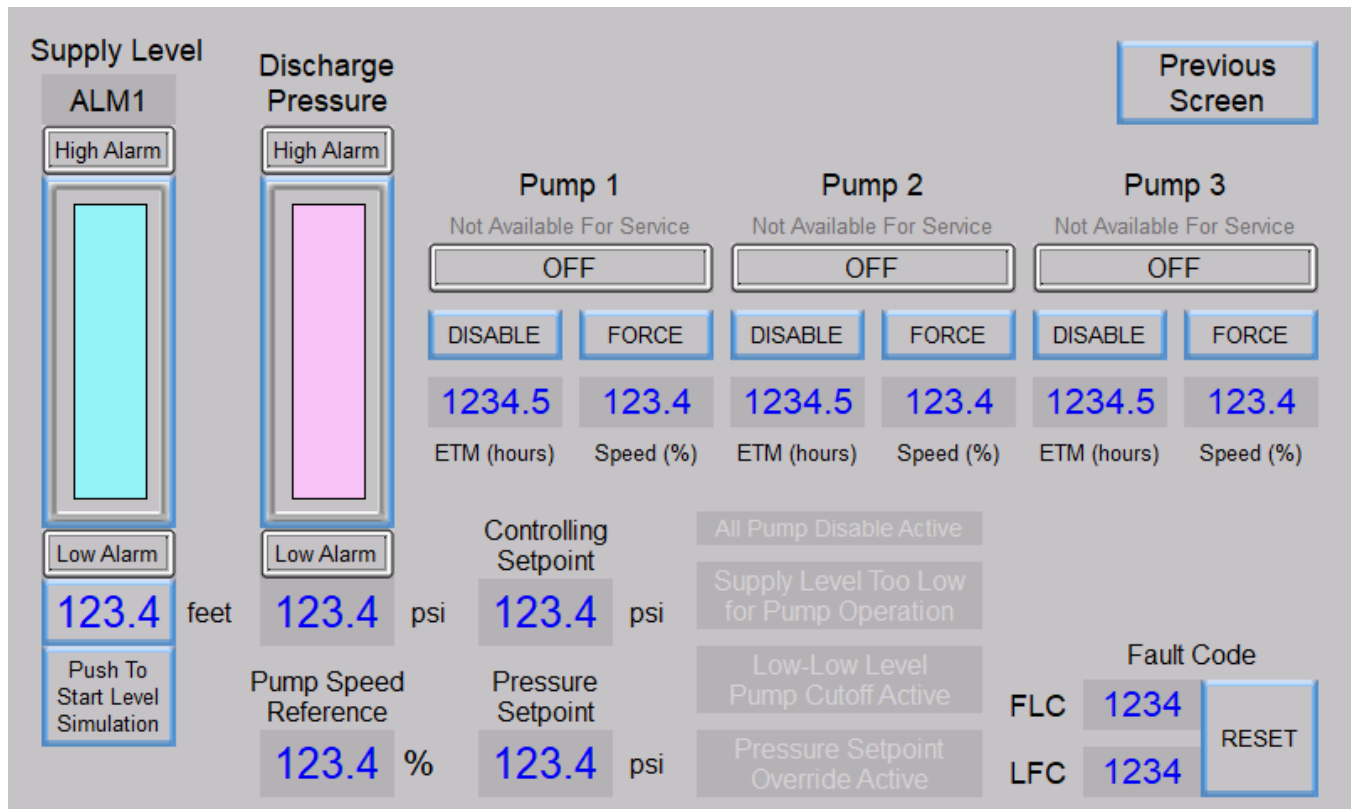 Supply Level
ALM1
High Alarm
Low Alarm
123.4 feet
Push To
Start Level
Simulation
Discharge
Pressure
High Alarm
Low Alarm
123.4 psi
Pump Speed
Reference
123.4 %
Controlling
Setpoint
123.4 psi
Pressure
Setpoint
123.4 psi
Previous
Screen
Pump 1
Not Available For Service
OFF
DISABLE FORCE
1234.5 123.4
ETM (hours) Speed (%)
Pump 2
Not Available For Service
OFF
DISABLE FORCE
1234.5 123.4
ETM (hours) Speed (%)
Pump 3
Not Available For Service
OFF
DISABLE FORCE
1234.5 123.4
ETM (hours) Speed (%)
All Pump Disable Active
Supply Level Too Low
for Pump Operation
Low-Low Level
Pump Cutoff Active
Pressure Setpoint
Override Active
Fault Code
FLC 1234
LFC 1234
RESET